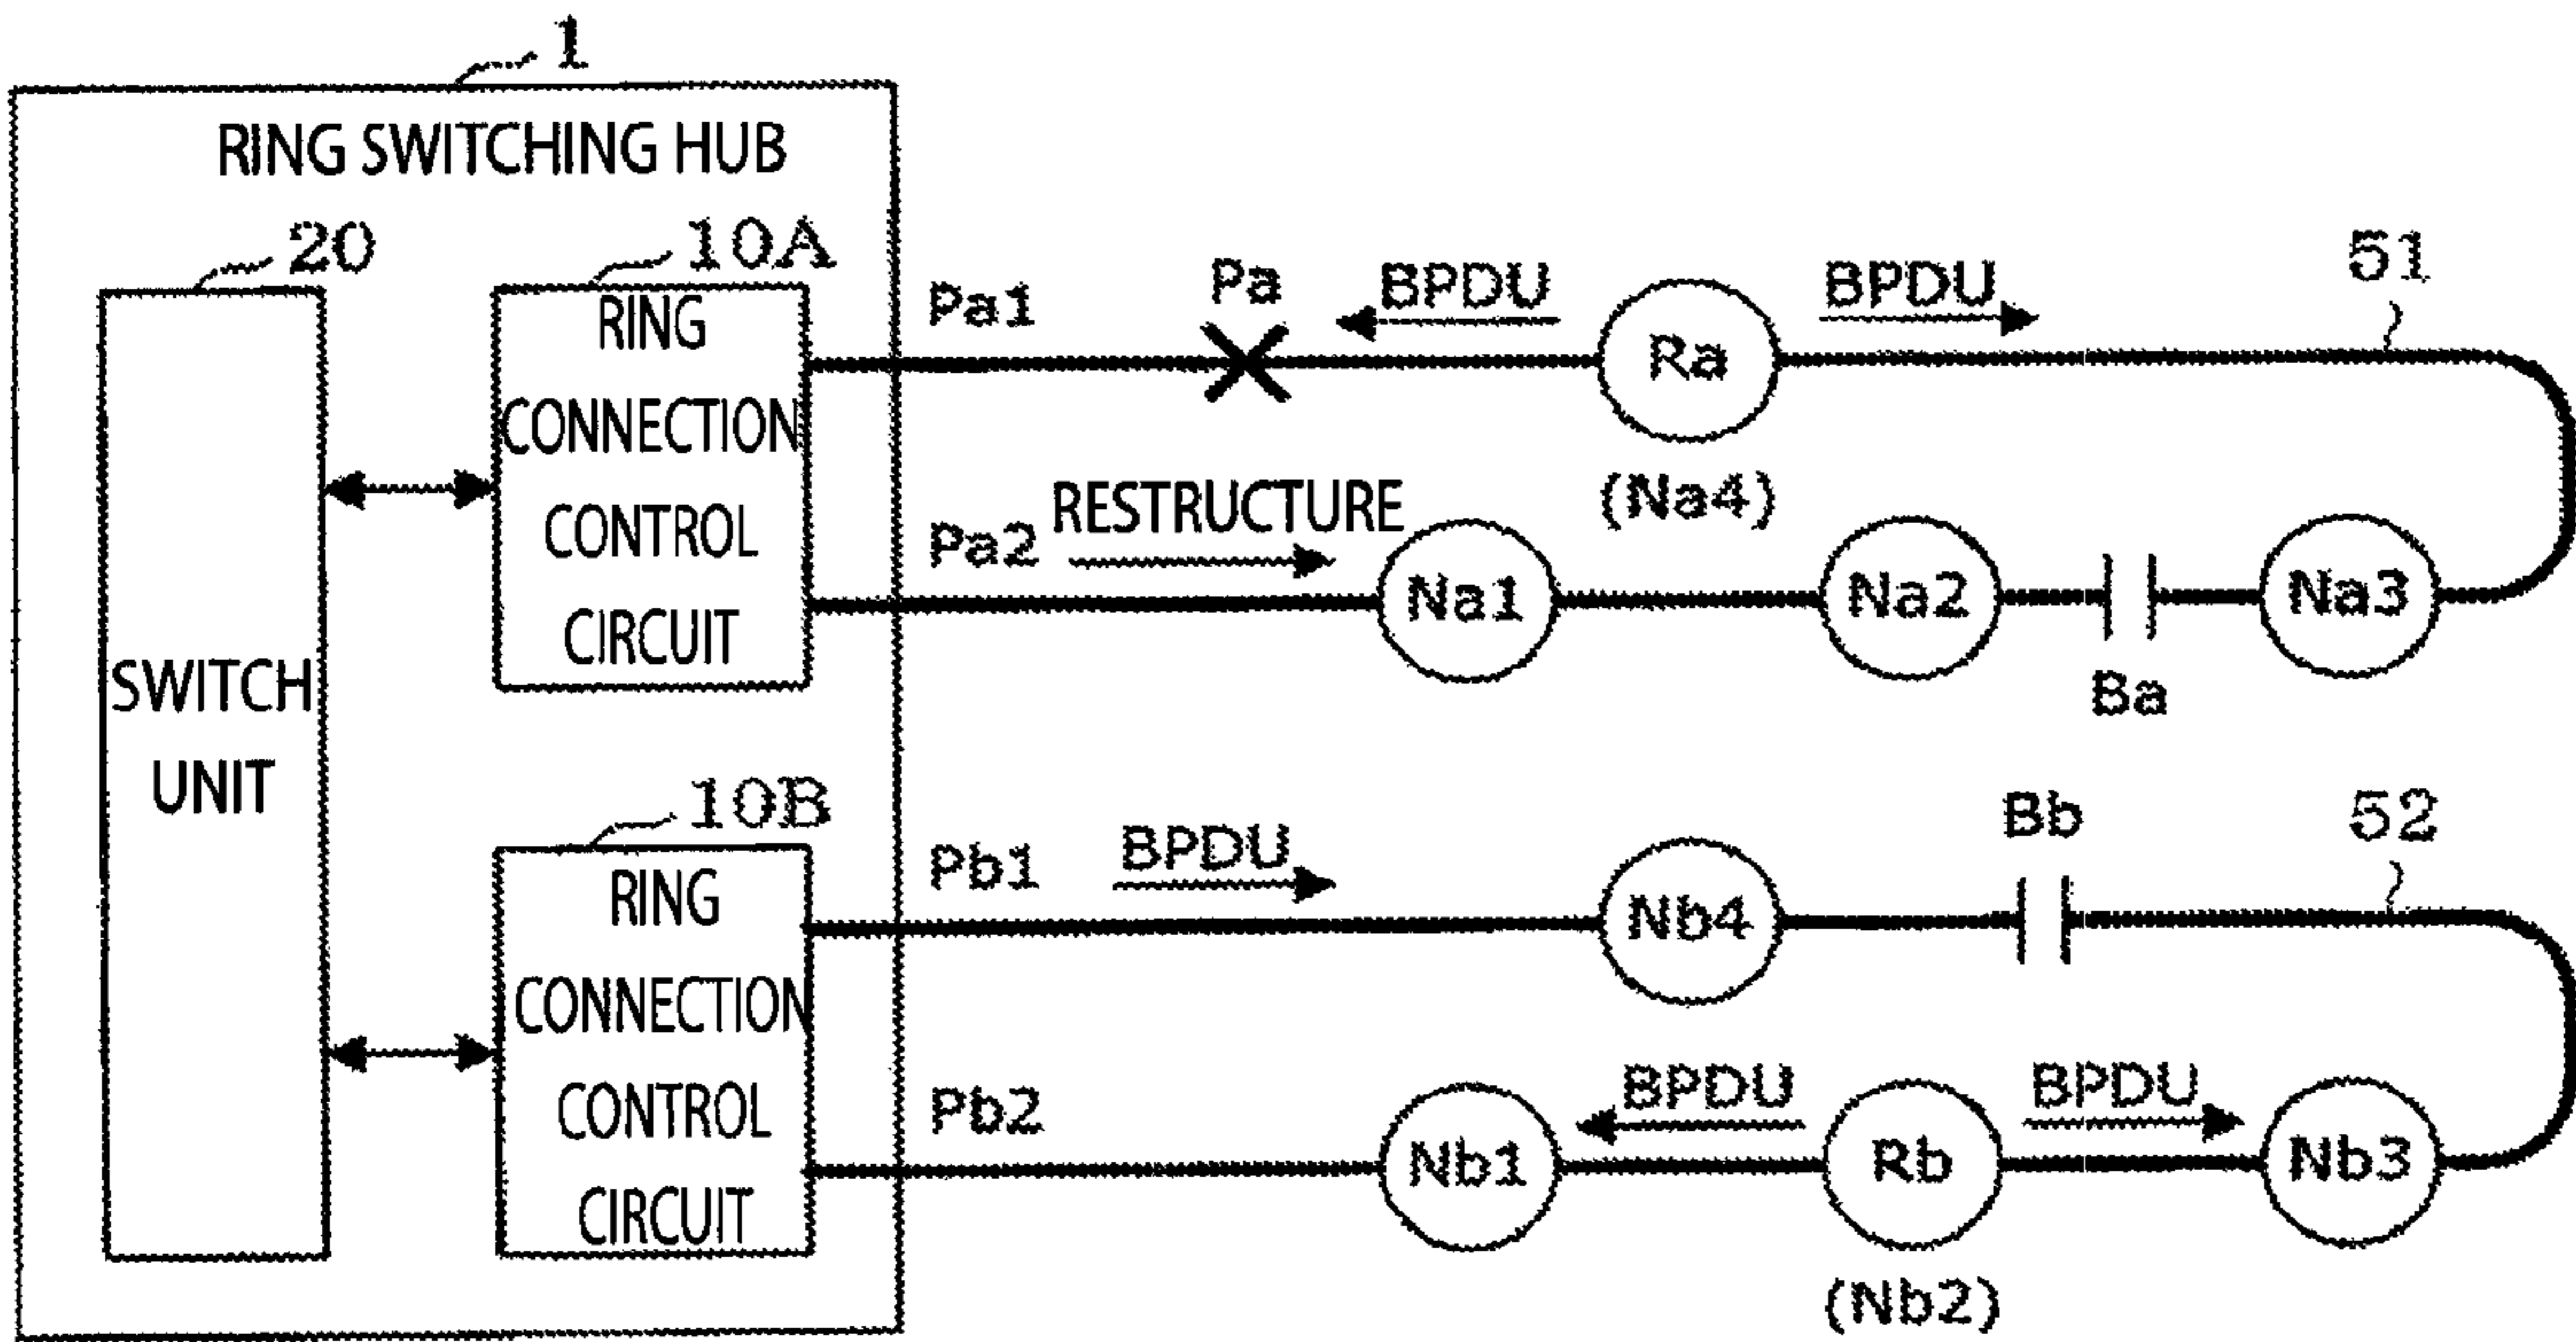 1
RING SWITCHING HUB
20
10A
RING
CONNECTION
CONTROL
CIRCUIT
SWITCH
UNIT
10B
RING
CONNECTION
CONTROL
CIRCUIT
Pa1
Pa
BPDU
BPDU
51
Ra
(Na4)
Pa2
RESTRUCTURE
Na1
Na2
Na3
Ba
Pb1
BPDU
Nb4
Bb
52
Pb2
Nb1
BPDU
Rb
BPDU
Nb3
(Nb2)